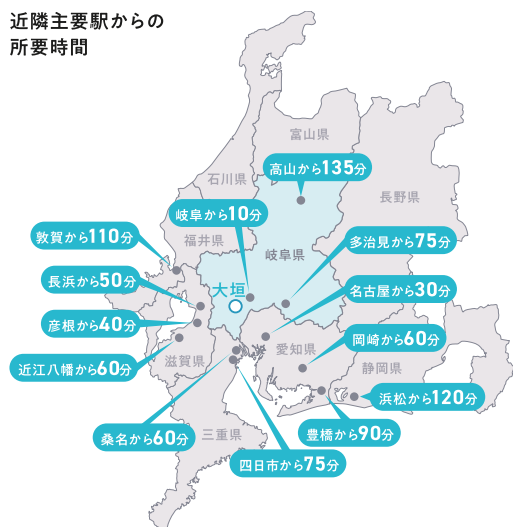 近隣主要駅からの
所要時間
富山県
高山から135分
石川県
長野県
岐阜から10分
敦賀から110分
福井県
多治見から75分
岐阜県
長浜から50分
大垣
名古屋から30分
彦根から40分
岡崎から60分
愛知県
滋賀県
近江八幡から60分
静岡県
浜松から120分
桑名から60分
三重県
豊橋から90分
四日市から75分